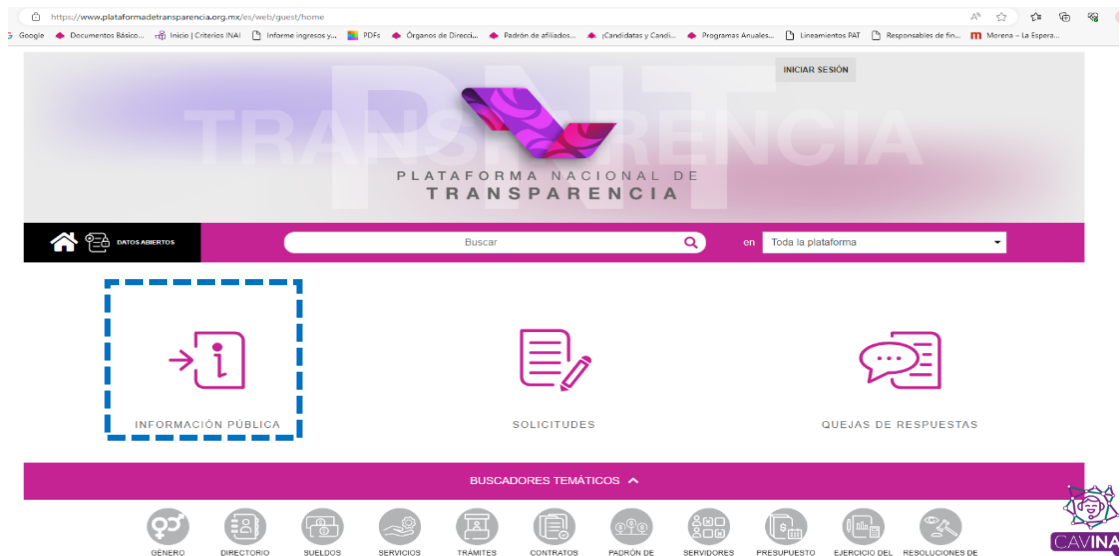 https://www.plataformadetransparencia.org.mx/es/web/guest/home
Google Documentos Básico... Inicio | Criterios INAI Informe ingresos y... PDFs Órganos de Direcci... Padrón de afiliados... ¡Candidatas y Candi... Programas Anuales... Lineamientos PAT Responsables de fin... Morena – La Espera...
INICIAR SESIÓN
PNT
TRANSPARENCIA
PLATAFORMA NACIONAL DE
TRANSPARENCIA
DATOS ABIERTOS
Buscar
en Toda la plataforma
INFORMACIÓN PÚBLICA SOLICITUDES QUEJAS DE RESPUESTAS
BUSCADORES TEMÁTICOS
GÉNERO DIRECTORIO SUELDOS SERVICIOS TRÁMITES CONTRATOS PADRÓN DE SERVIDORES PRESUPUESTO EJERCICIO DEL RESOLUCIONES DE
CAVINA